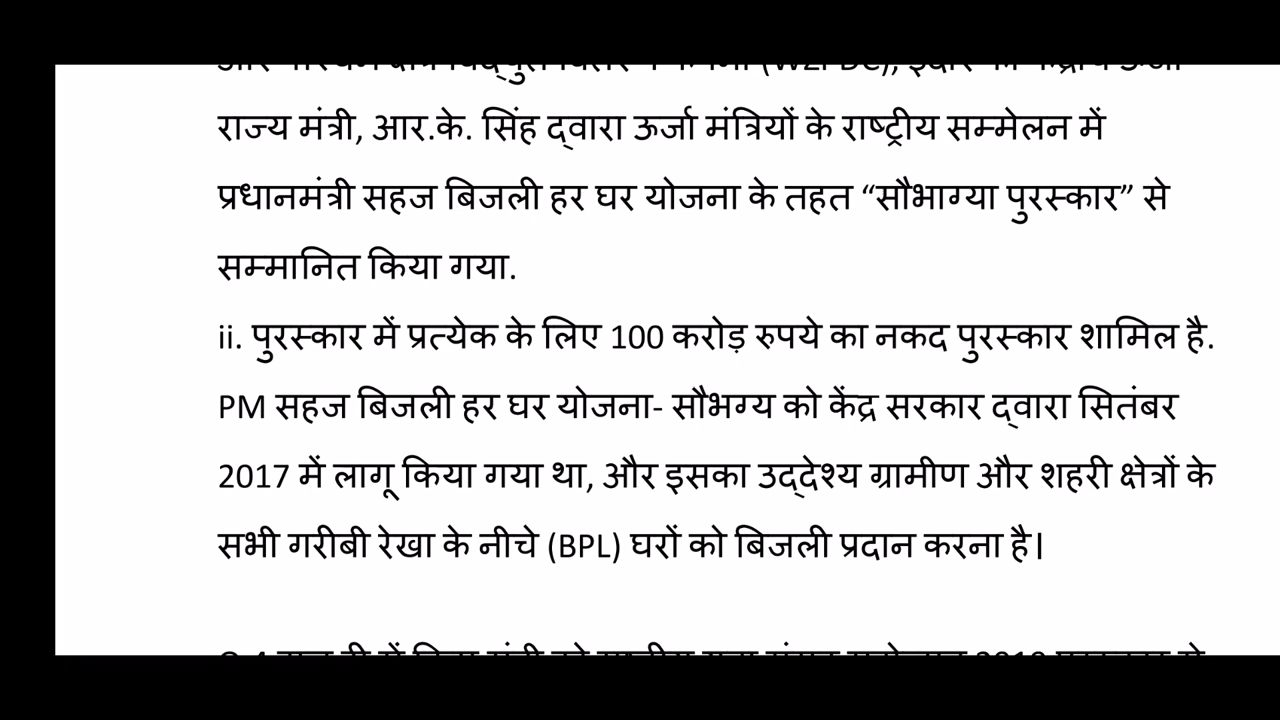 राज्य मंत्री, आर.के. सिंह द्वारा ऊर्जा मंत्रियों के राष्ट्रीय सम्मेलन में
प्रधानमंत्री सहज बिजली हर घर योजना के तहत “सौभाग्या पुरस्कार” से
सम्मानित किया गया.
ii. पुरस्कार में प्रत्येक के लिए 100 करोड़ रुपये का नकद पुरस्कार शामिल है.
PM सहज बिजली हर घर योजना- सौभग्य को केंद्र सरकार द्वारा सितंबर
2017 में लागू किया गया था, और इसका उद्देश्य ग्रामीण और शहरी क्षेत्रों के
सभी गरीबी रेखा के नीचे (BPL) घरों को बिजली प्रदान करना है।